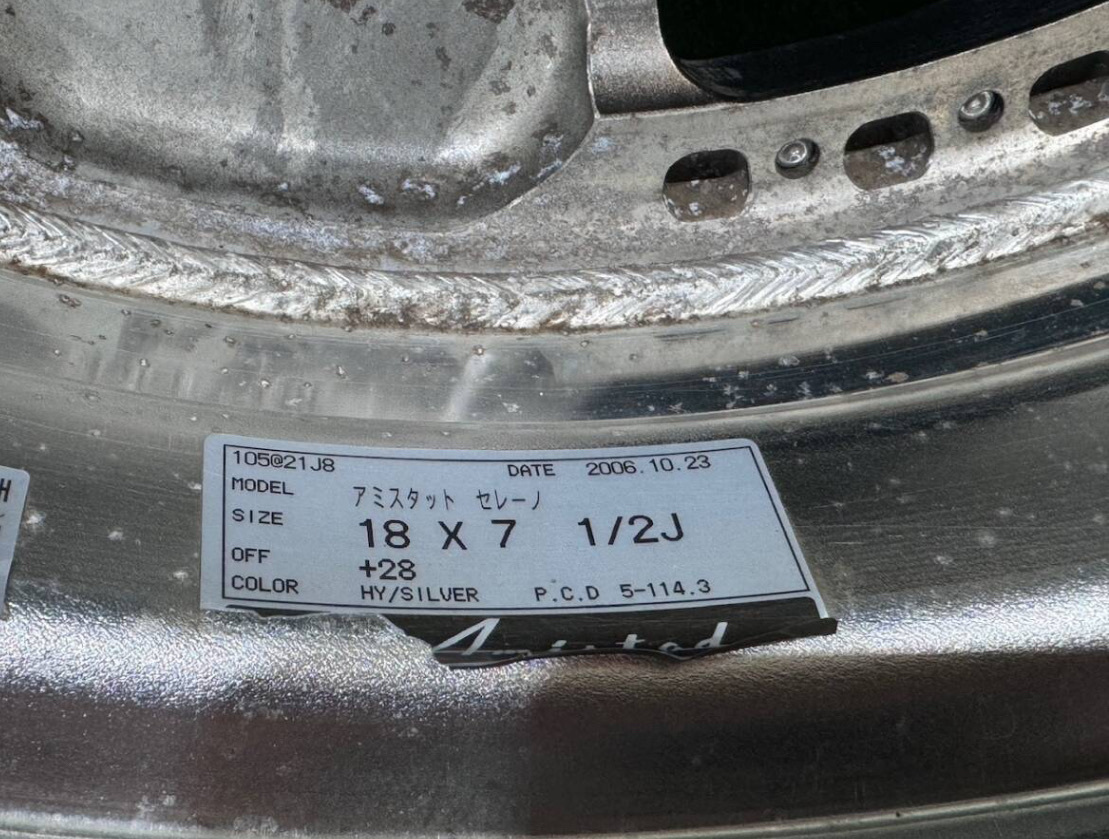 105@21J8 DATE 2006.10.23
MODEL アミスタット セレーノ
SIZE 18 X 7 1/2J
OFF +28
COLOR HY/SILVER P.C.D 5-114.3
Amistad
H